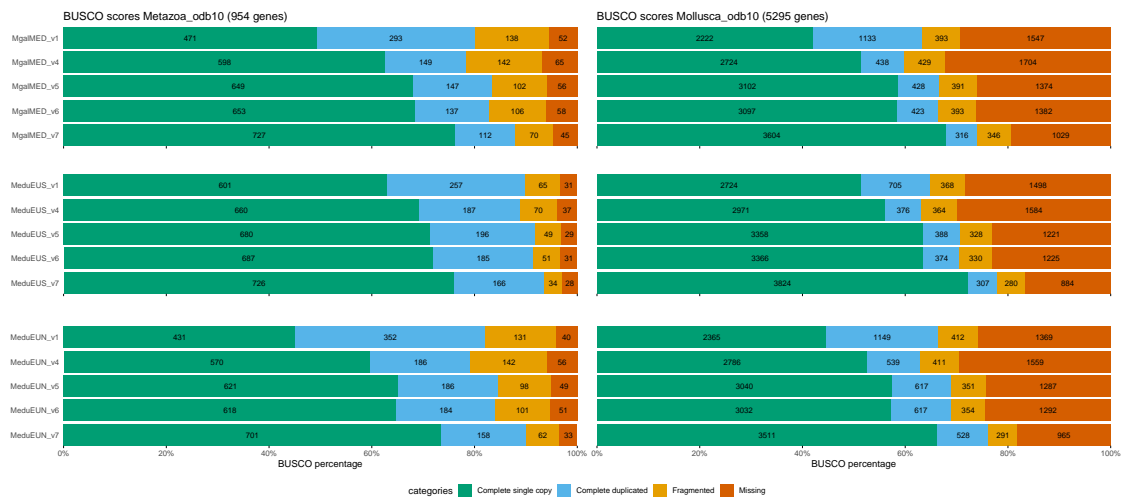 BUSCO scores Metazoa_odb10 (954 genes)
BUSCO scores Mollusca_odb10 (5295 genes)
MgalMED_v1 471 293 138 52 2222 1133 393 1547
MgalMED_v4 598 149 142 65 2724 438 429 1704
MgalMED_v5 649 147 102 56 3102 428 391 1374
MgalMED_v6 653 137 106 58 3097 423 393 1382
MgalMED_v7 727 112 70 45 3604 316 346 1029
MeduEUS_v1 601 257 65 31 2724 705 368 1498
MeduEUS_v4 660 187 70 37 2971 376 364 1584
MeduEUS_v5 680 196 49 29 3358 388 328 1221
MeduEUS_v6 687 185 51 31 3366 374 330 1225
MeduEUS_v7 726 166 34 28 3824 307 280 884
MeduEUN_v1 431 352 131 40 2365 1149 412 1369
MeduEUN_v4 570 186 142 56 2786 539 411 1559
MeduEUN_v5 621 186 98 49 3040 617 351 1287
MeduEUN_v6 618 184 101 51 3032 617 354 1292
MeduEUN_v7 701 158 62 33 3511 528 291 965
0% 20% 40% 60% 80% 100% 0% 20% 40% 60% 80% 100%
BUSCO percentage BUSCO percentage
categories Complete single copy Complete duplicated Fragmented Missing